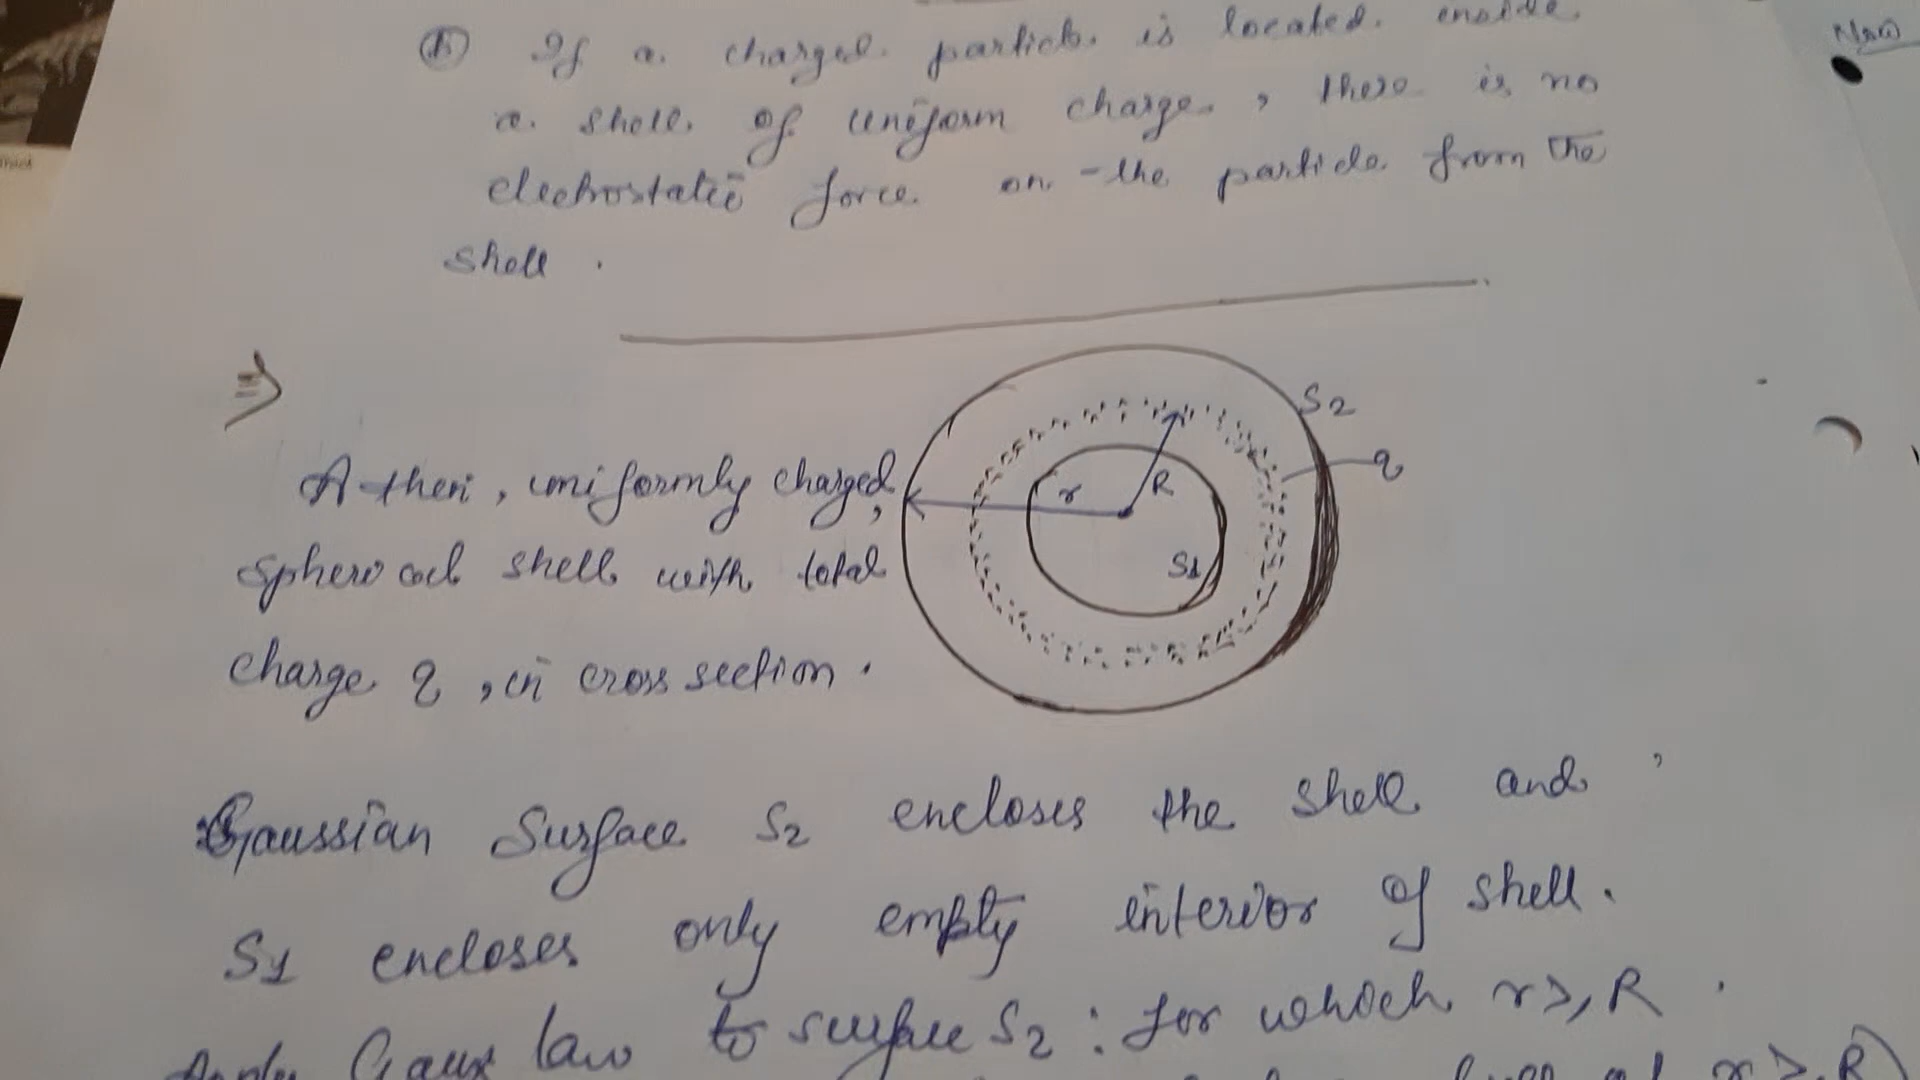 (b) If a charged particle is located inside
a shell of uniform charge, there is no
electrostatic force on the particle from the
shell.
⇒
S2
q
R
r
S1
A thin, uniformly charged,
spherical shell with total
charge q, in cross section.
Gaussian Surface S2 encloses the shell and
S1 encloses only empty interior of shell.
Apply Gauss law to surface S2 : for which r ≥ R
r ≥ R)